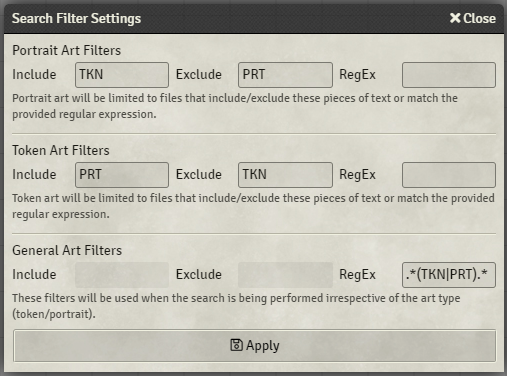 Search Filter Settings Close
Portrait Art Filters
Include TKN Exclude PRT RegEx
Portrait art will be limited to files that include/exclude these pieces of text or match the
provided regular expression.
Token Art Filters
Include PRT Exclude TKN RegEx
Token art will be limited to files that include/exclude these pieces of text or match the provided
regular expression.
General Art Filters
Include Exclude RegEx .*(TKN|PRT).*
These filters will be used when the search is being performed irrespective of the art type
(token/portrait).
Apply